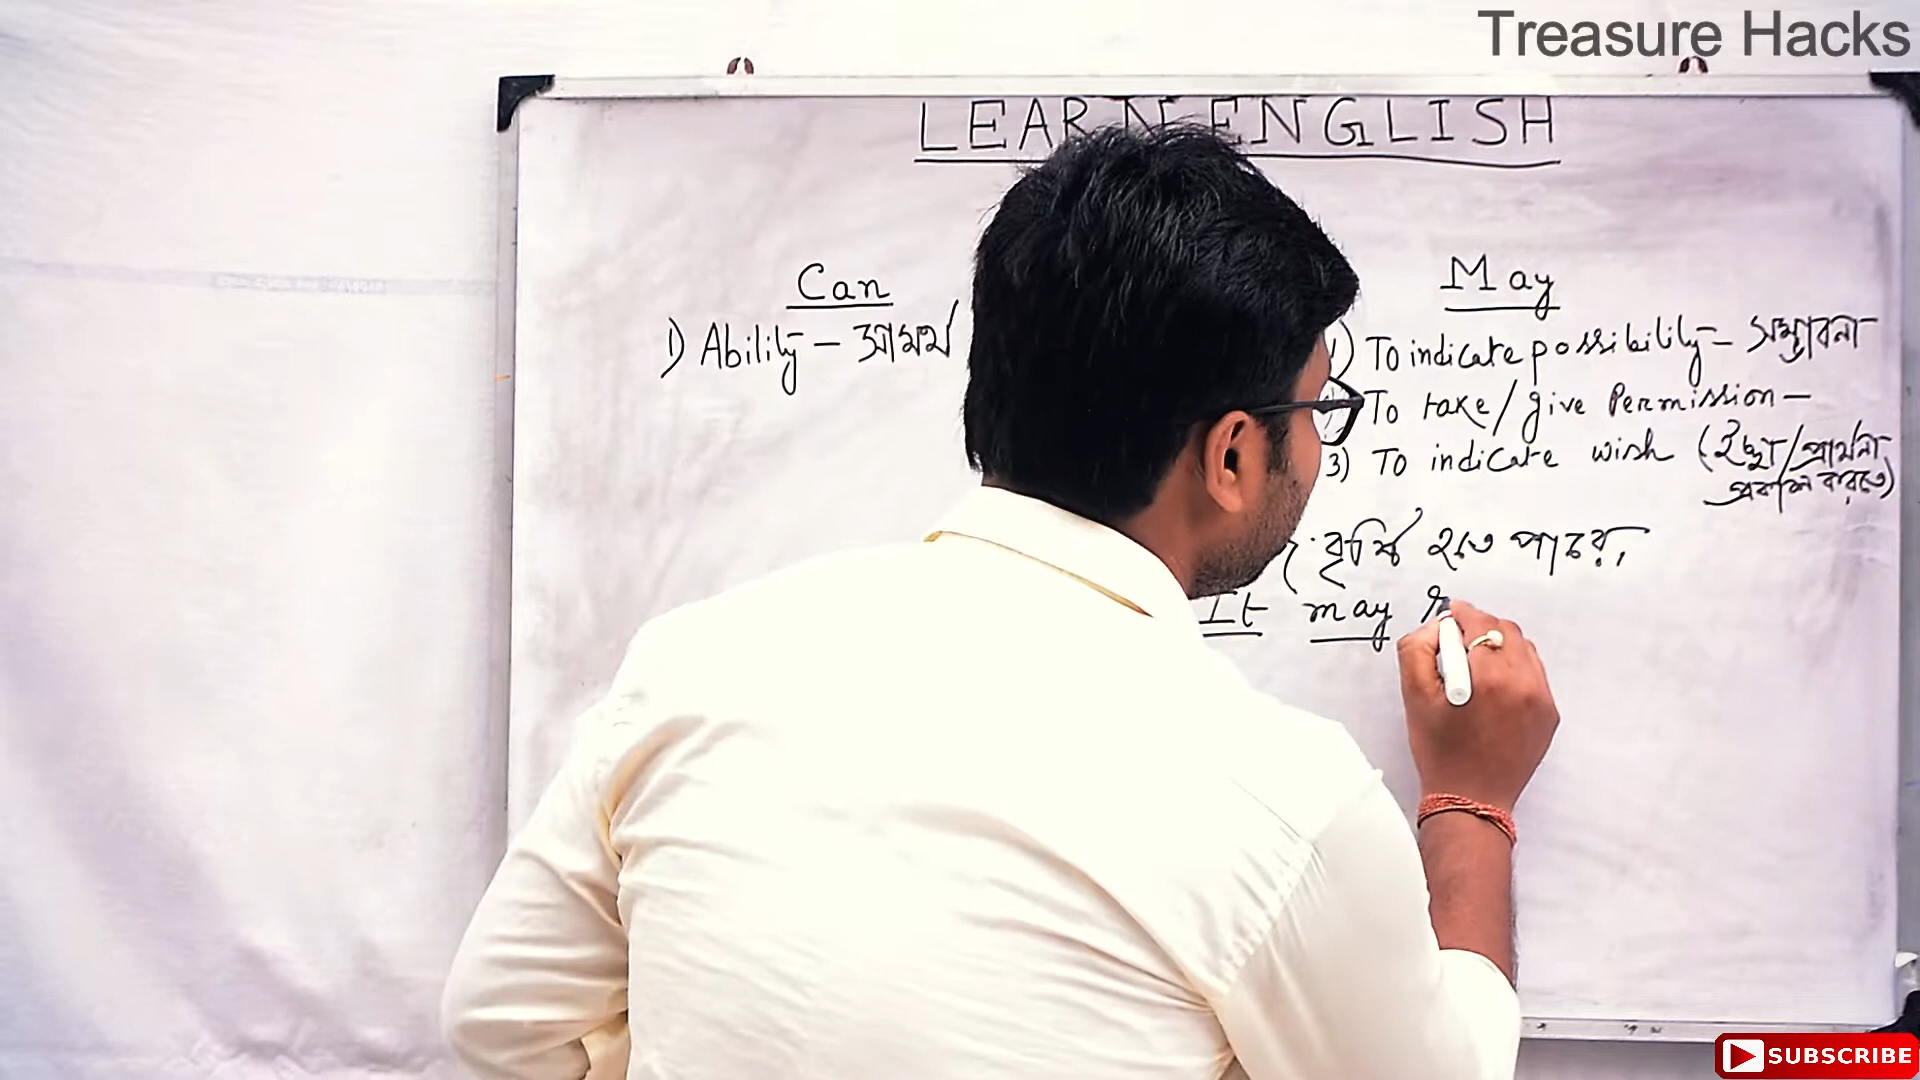 Treasure Hacks
LEARN ENGLISH
Can
1) Ability – সামর্থ
May
1) To indicate possibility – সম্ভাবনা
To take/give Permission –
3) To indicate wish (ইচ্ছা/প্রার্থনা
প্রকাশ করতে)
বৃষ্টি হতে পারে,
It may
SUBSCRIBE